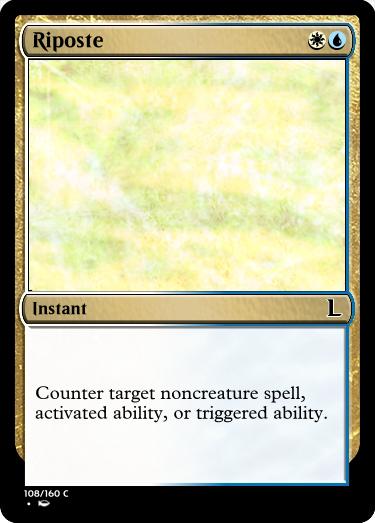 Riposte
Instant
L
Counter target noncreature spell,
activated ability, or triggered ability.
108/160 C